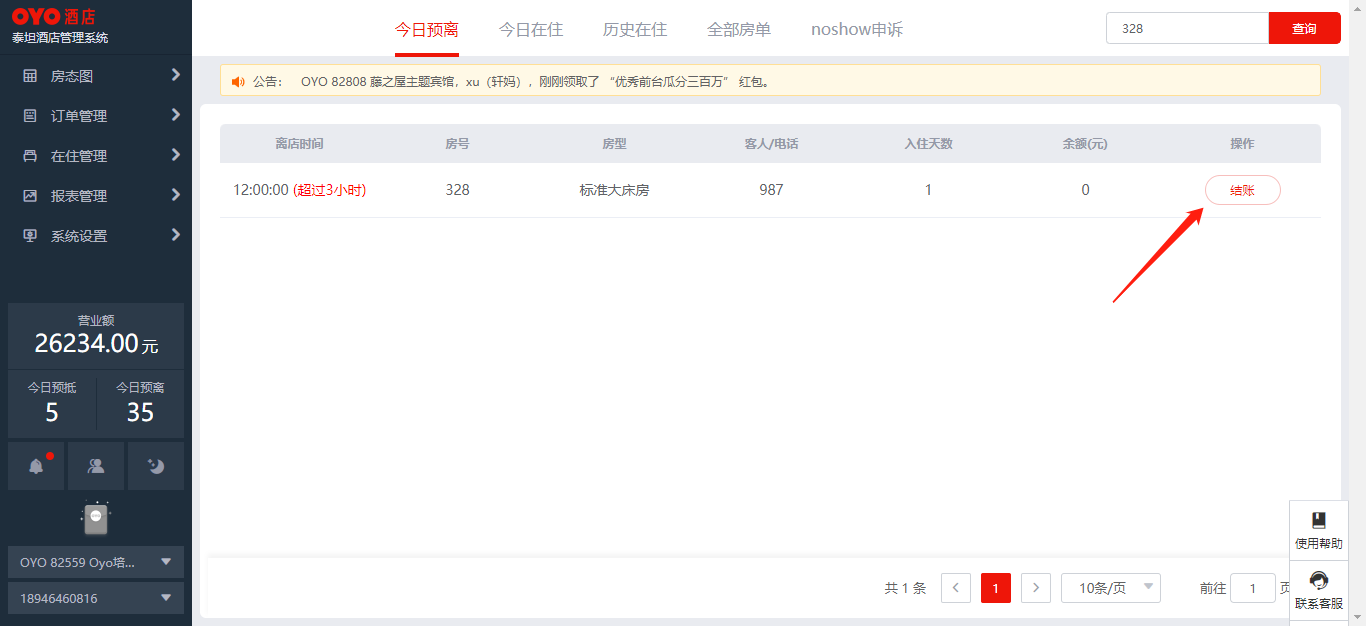 OYO 酒店
泰坦酒店管理系统
房态图
订单管理
在住管理
报表管理
系统设置
营业额
26234.00 元
今日预抵 今日预离
5 35
OYO 82559 Oyo培...
18946460816
今日预离 今日在住 历史在住 全部房单 noshow申诉
328 查询
公告： OYO 82808 藤之屋主题宾馆，xu（轩妈），刚刚领取了 “优秀前台瓜分三百万” 红包。
离店时间 房号 房型 客人/电话 入住天数 余额(元) 操作
12:00:00 (超过3小时) 328 标准大床房 987 1 0 结账
共 1 条 1 10条/页 前往 1 页
使用帮助
联系客服